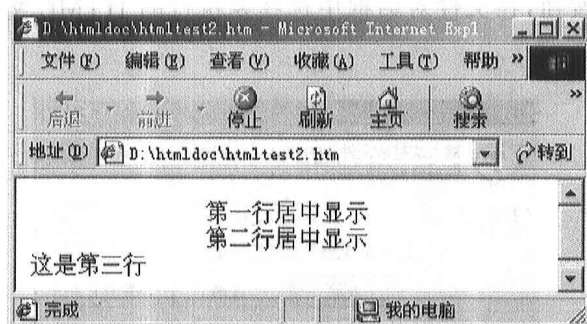 D:\htmldoc\htmltest2.htm - Microsoft Internet Expl
文件(F) 编辑(E) 查看(V) 收藏(A) 工具(T) 帮助 »
后退 前进 停止 刷新 主页 搜索 »
地址(D) D:\htmldoc\htmltest2.htm 转到
第一行居中显示
第二行居中显示
这是第三行
完成 我的电脑